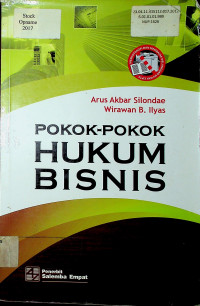 Stock
Opname
2017
Arus Akbar Silondae
Wirawan B. Ilyas
POKOK-POKOK
HUKUM
BISNIS
Penerbit
Salemba Empat